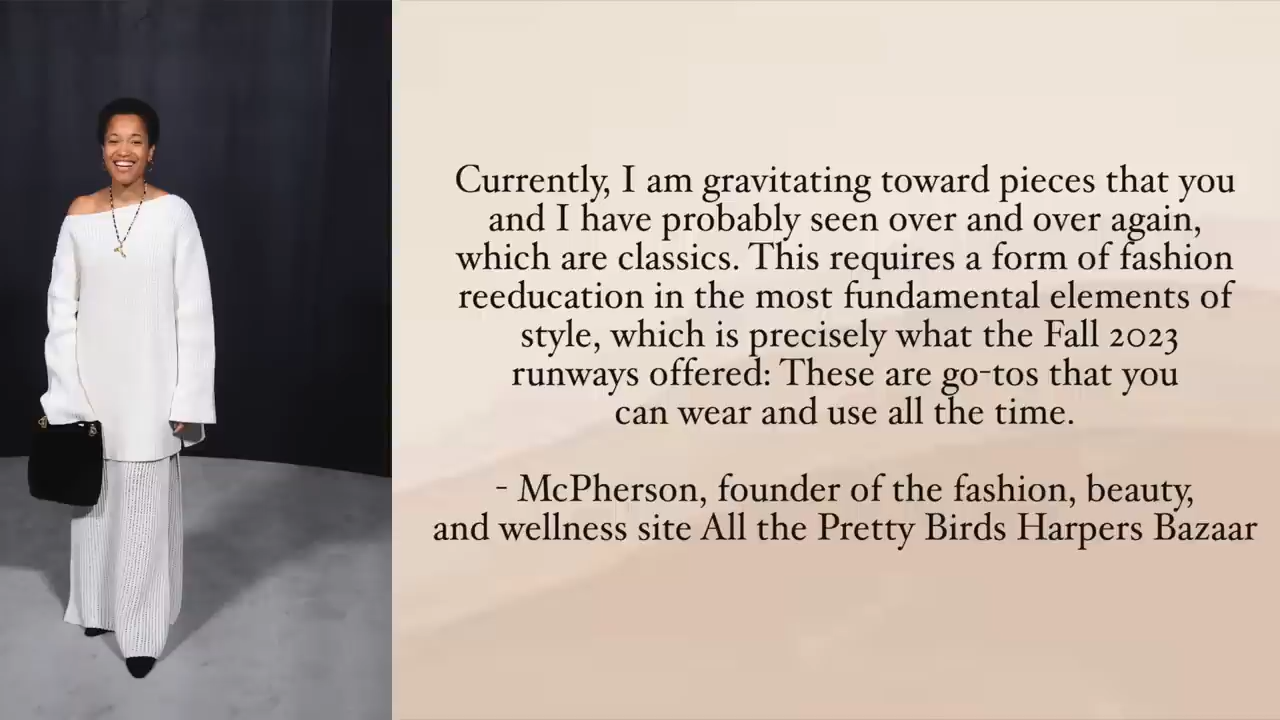 Currently, I am gravitating toward pieces that you
and I have probably seen over and over again,
which are classics. This requires a form of fashion
reeducation in the most fundamental elements of
style, which is precisely what the Fall 2023
runways offered: These are go-tos that you
can wear and use all the time.
- McPherson, founder of the fashion, beauty,
and wellness site All the Pretty Birds Harpers Bazaar